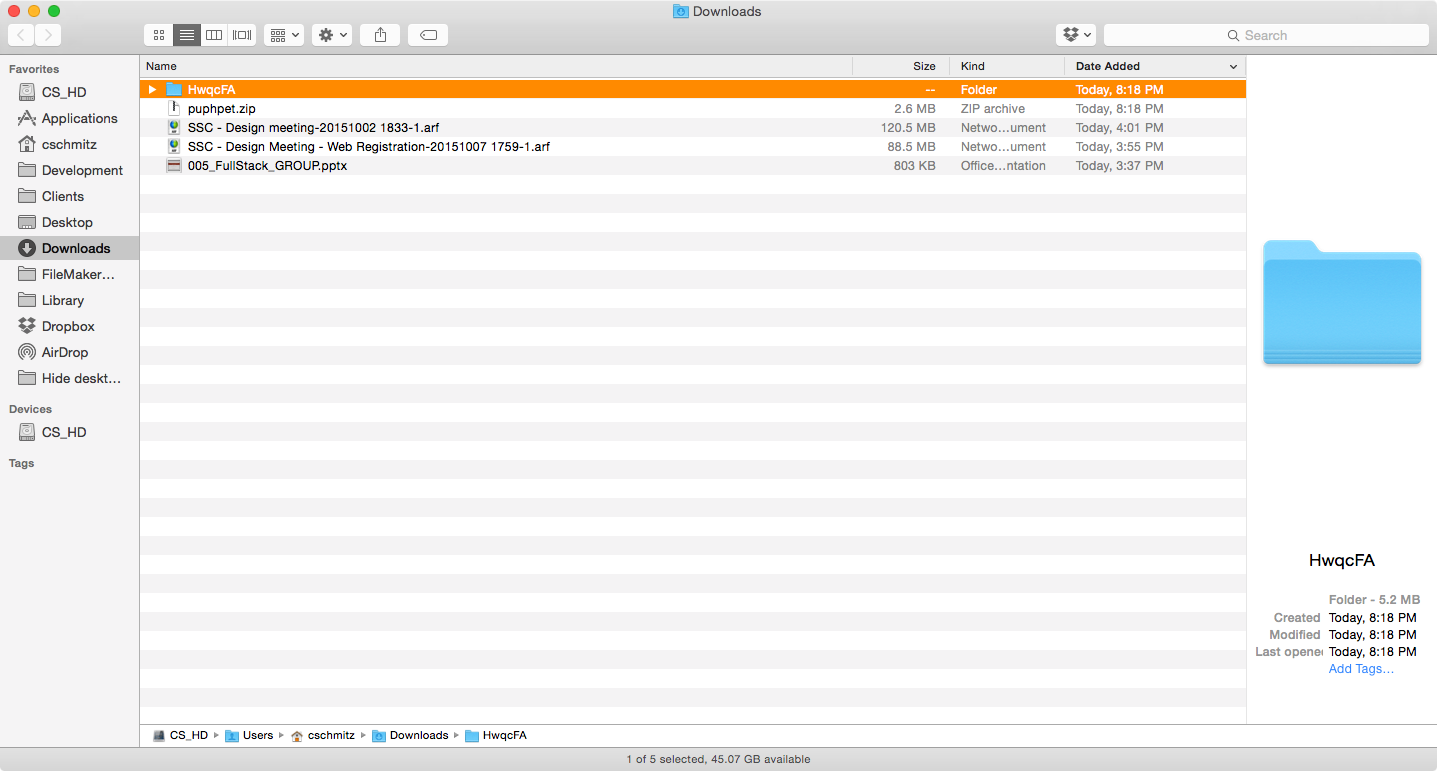 Downloads
Search
Favorites
CS_HD
Applications
cschmitz
Development
Clients
Desktop
Downloads
FileMaker…
Library
Dropbox
AirDrop
Hide deskt…
Devices
CS_HD
Tags
Name Size Kind Date Added
HwqcFA -- Folder Today, 8:18 PM
puphpet.zip 2.6 MB ZIP archive Today, 8:18 PM
SSC - Design meeting-20151002 1833-1.arf 120.5 MB Netwo…ument Today, 4:01 PM
SSC - Design Meeting - Web Registration-20151007 1759-1.arf 88.5 MB Netwo…ument Today, 3:55 PM
005_FullStack_GROUP.pptx 803 KB Office…ntation Today, 3:37 PM
HwqcFA
Folder - 5.2 MB
Created Today, 8:18 PM
Modified Today, 8:18 PM
Last opene Today, 8:18 PM
Add Tags…
CS_HD Users cschmitz Downloads HwqcFA
1 of 5 selected, 45.07 GB available